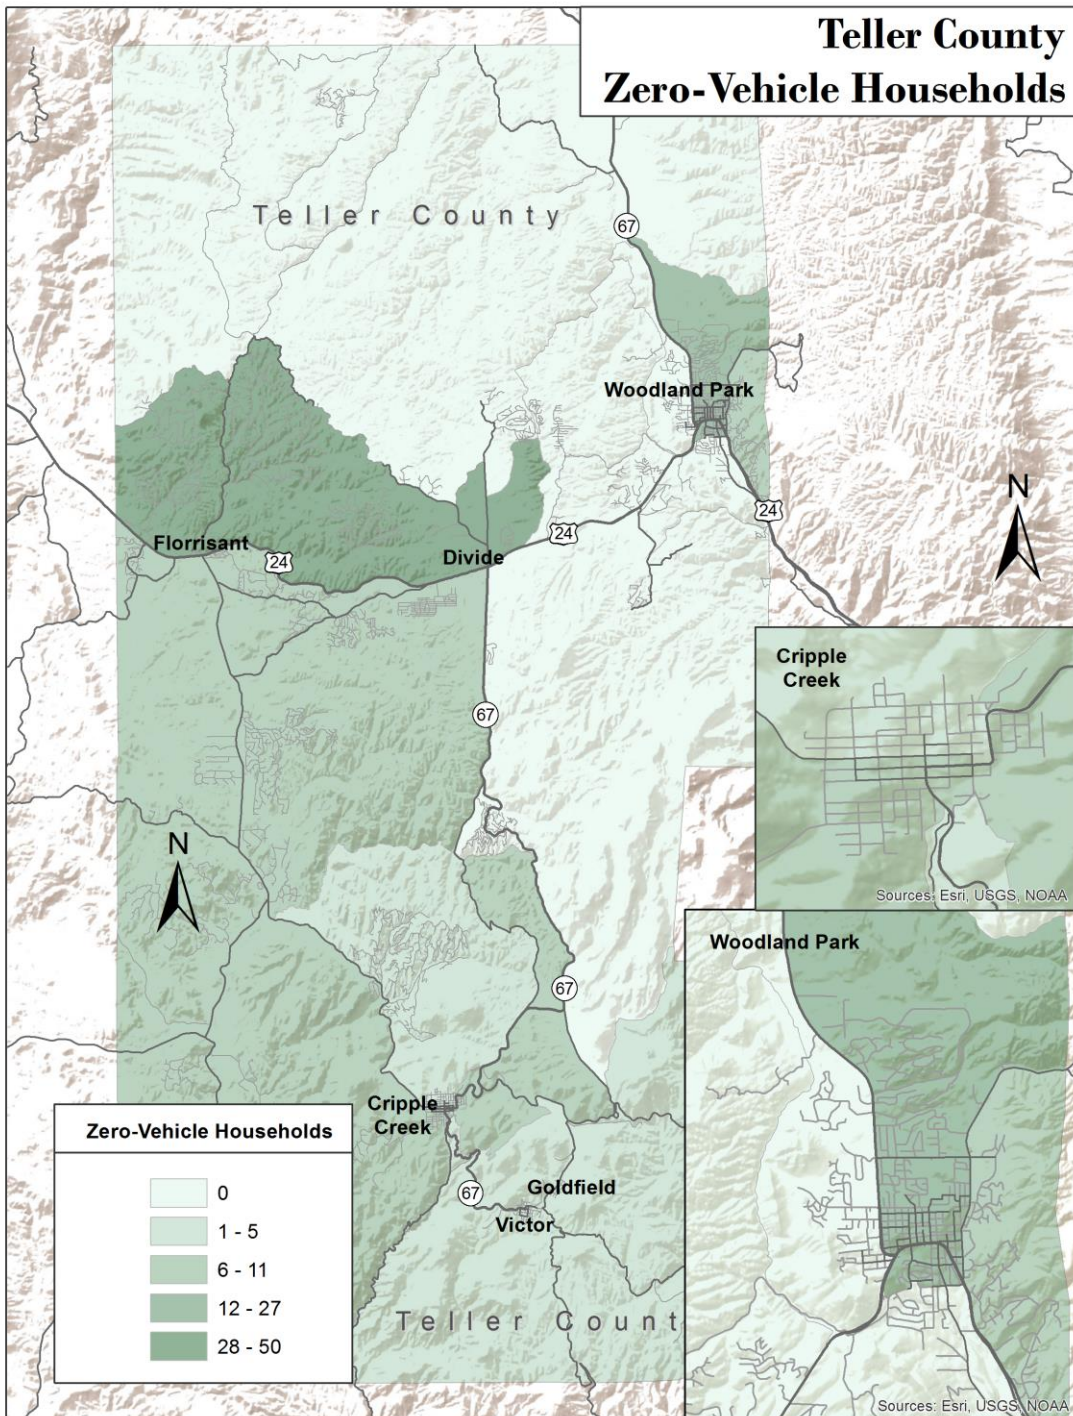 Teller County
Zero-Vehicle Households
Teller County
67
Woodland Park
N
24
24
Florrisant
24
Divide
Cripple
Creek
67
Sources: Esri, USGS, NOAA
N
Woodland Park
67
Cripple
Creek
Zero-Vehicle Households
0
1 - 5
6 - 11
12 - 27
28 - 50
67
Goldfield
Victor
Teller Count
Sources: Esri, USGS, NOAA